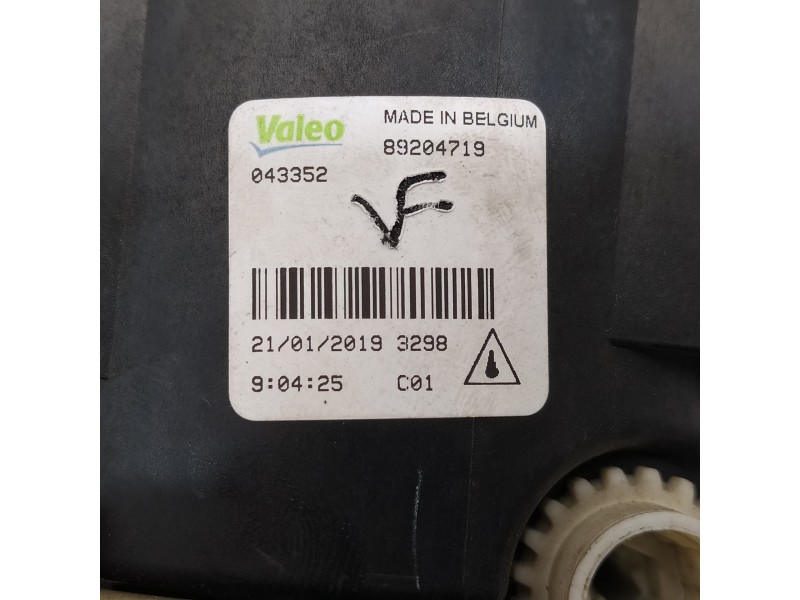 Valeo
MADE IN BELGIUM
89204719
043352
VF
21/01/2019 3298
9:04:25 C01